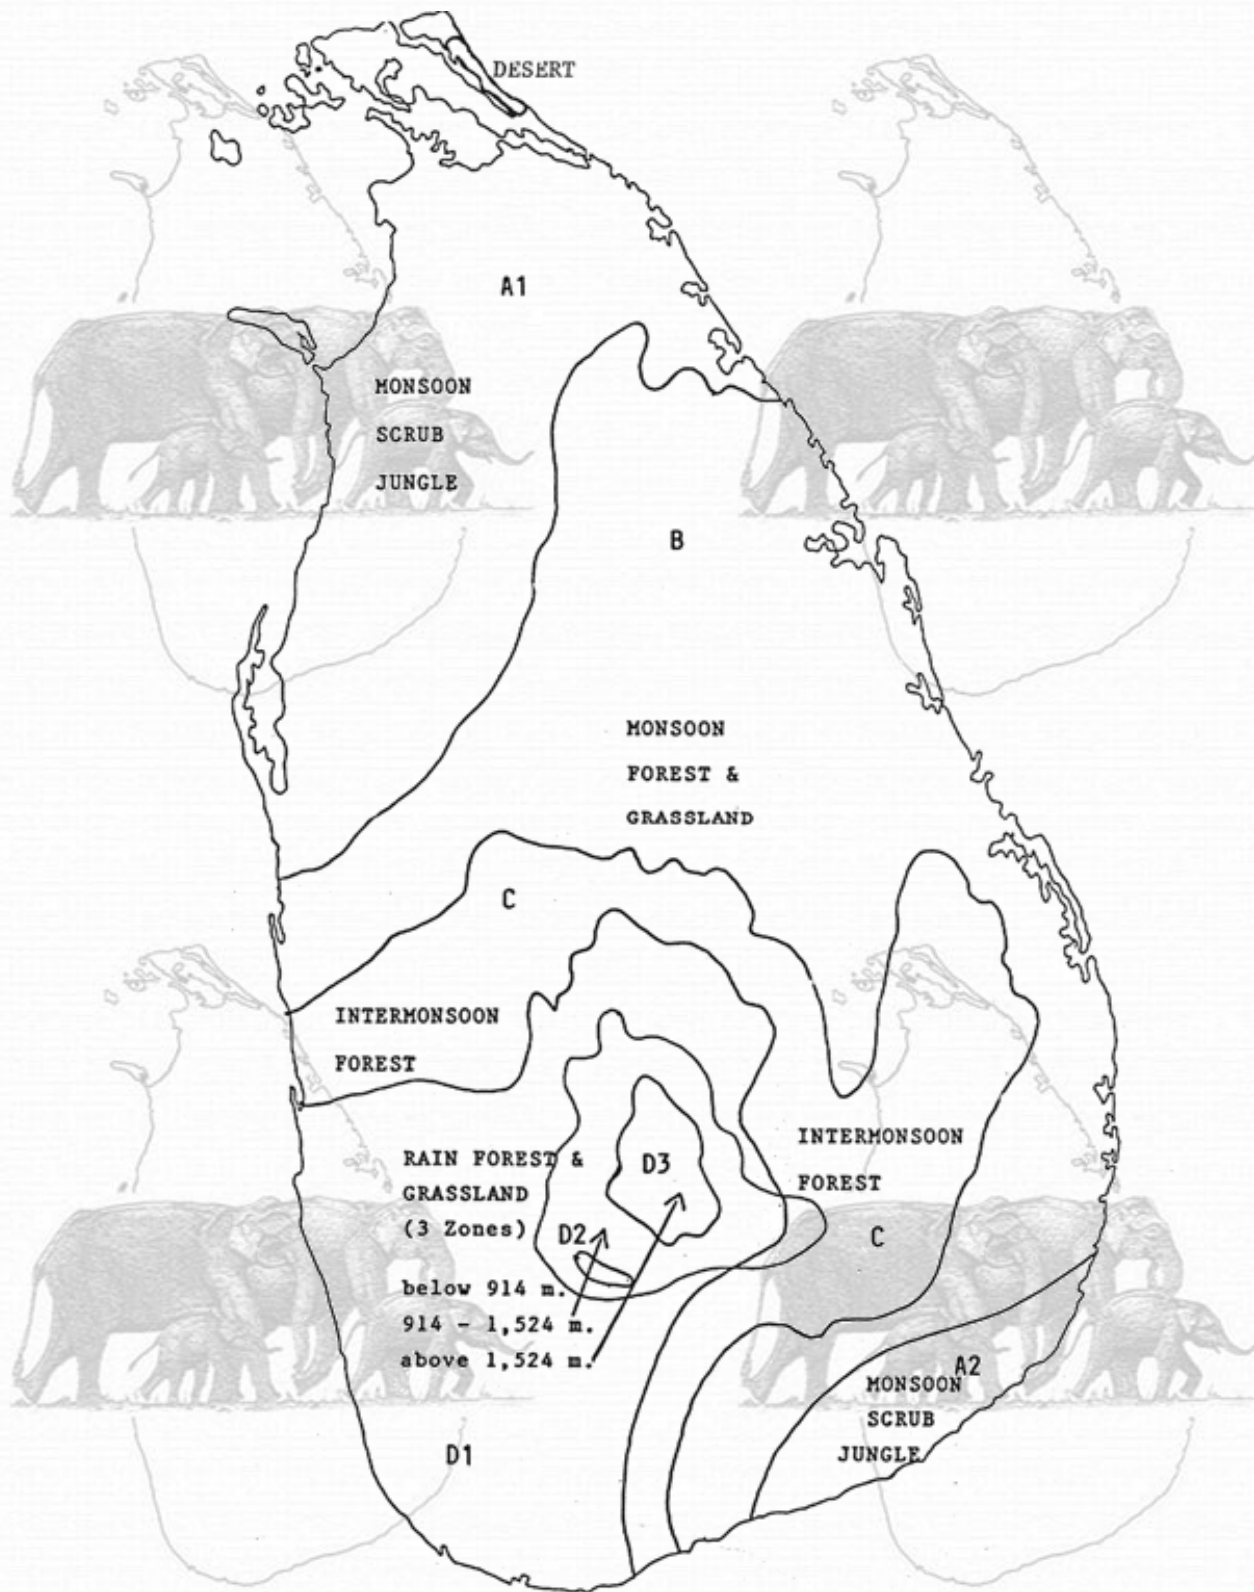 DESERT
A1
MONSOON
SCRUB
JUNGLE
B
MONSOON
FOREST &
GRASSLAND
C
INTERMONSOON
FOREST
INTERMONSOON
FOREST
C
RAIN FOREST &
GRASSLAND
(3 Zones)
D3
D2
below 914 m.
914 - 1,524 m.
above 1,524 m.
A2
MONSOON
SCRUB
JUNGLE
D1